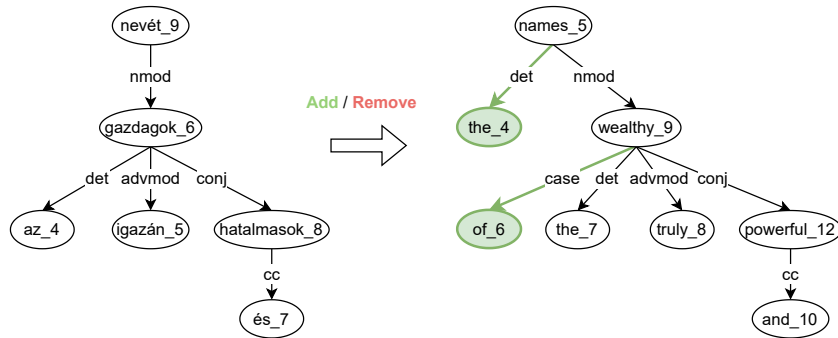 nevét_9
nmod
gazdagok_6
det advmod conj
az_4 igazán_5 hatalmasok_8
cc
és_7
Add / Remove
names_5
det nmod
the_4 wealthy_9
case det advmod conj
of_6 the_7 truly_8 powerful_12
cc
and_10